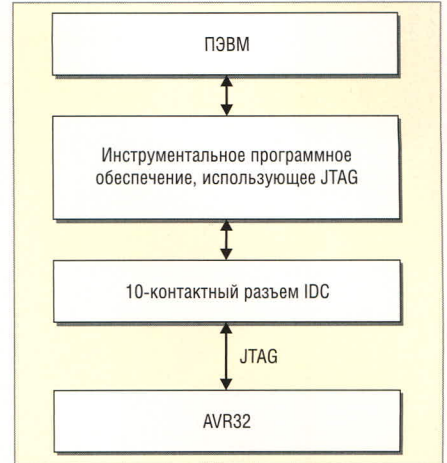 ПЭВМ
Инструментальное программное
обеспечение, использующее JTAG
10-контактный разъем IDC
JTAG
AVR32